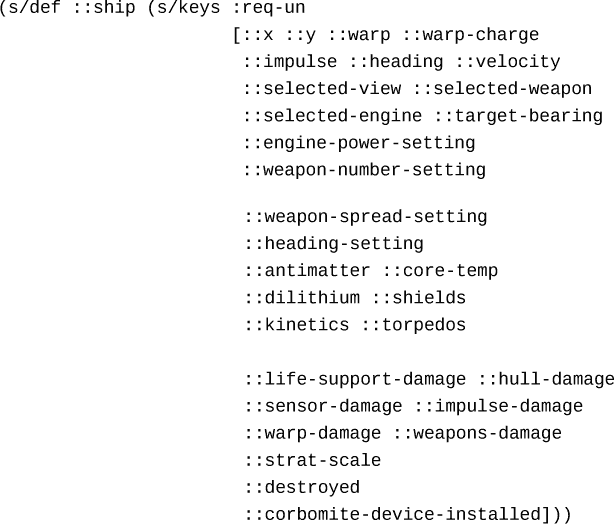 (s/def ::ship (s/keys :req-un
[::x ::y ::warp ::warp-charge
::impulse ::heading ::velocity
::selected-view ::selected-weapon
::selected-engine ::target-bearing
::engine-power-setting
::weapon-number-setting
::weapon-spread-setting
::heading-setting
::antimatter ::core-temp
::dilithium ::shields
::kinetics ::torpedos
::life-support-damage ::hull-damage
::sensor-damage ::impulse-damage
::warp-damage ::weapons-damage
::strat-scale
::destroyed
::corbomite-device-installed]))